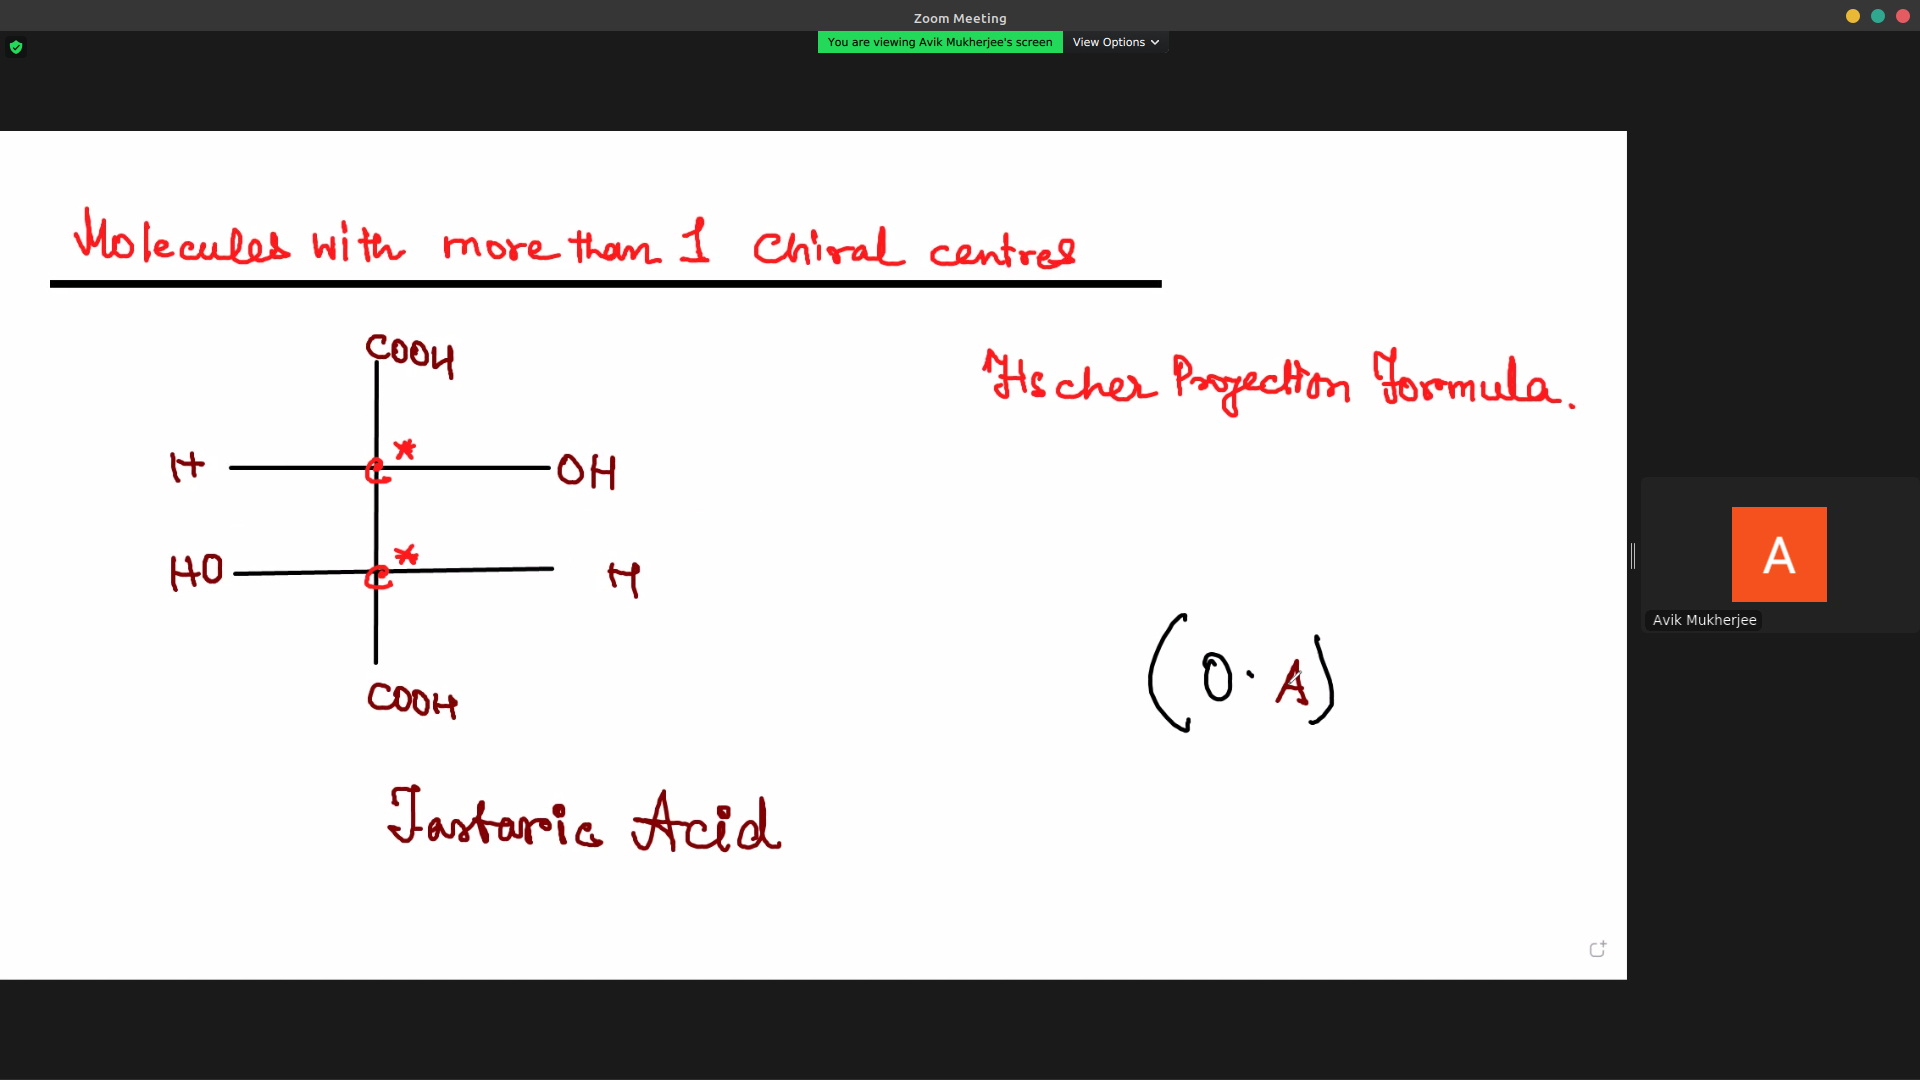 Zoom Meeting
You are viewing Avik Mukherjee's screen View Options
Molecules with more than 1 Chiral centres
COOH
Fischer Projection Formula.
H C* OH
HO C* H
(O.A)
COOH
Tartaric Acid
A
Avik Mukherjee